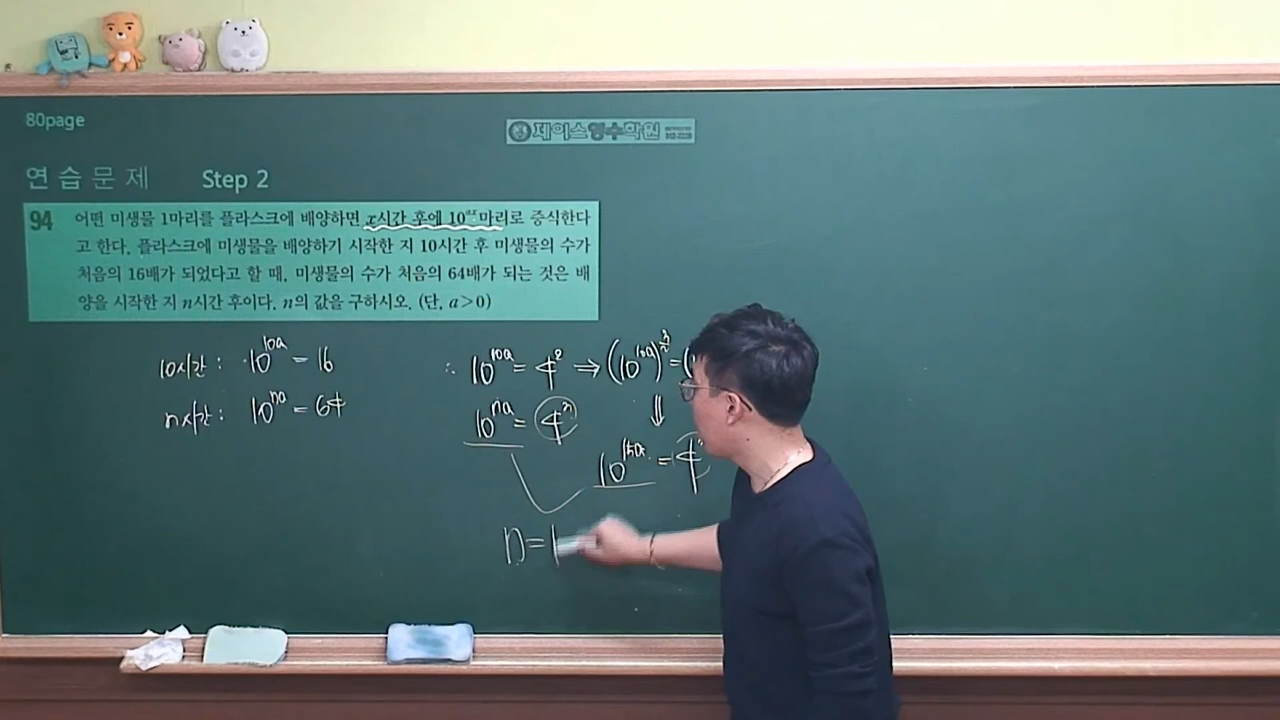 80page
제이스영수학원
연습문제 Step 2
94 어떤 미생물 1마리를 플라스크에 배양하면 x시간 후에 10^{ax}마리로 증식한다
고 한다. 플라스크에 미생물을 배양하기 시작한 지 10시간 후 미생물의 수가
처음의 16배가 되었다고 할 때, 미생물의 수가 처음의 64배가 되는 것은 배
양을 시작한 지 n시간 후이다. n의 값을 구하시오. (단, a>0)
10시간 : 10^{10a} = 16
n시간 : 10^{na} = 64
∴ 10^{10a} = 4^2 ⇒ (10^{10a})^{3/2} = (
10^{na} = 4^3
⇓
10^{15a} = 4^3
n = 1